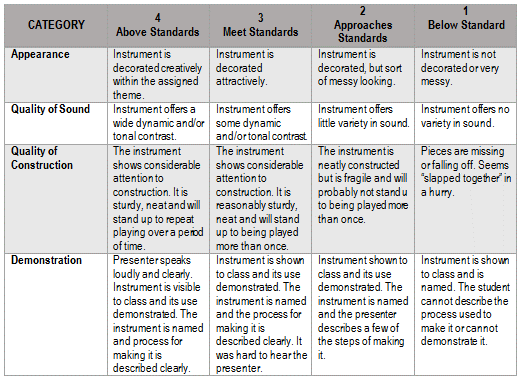 CATEGORY
4
Above Standards
3
Meet Standards
2
Approaches
Standards
1
Below Standard
Appearance
Instrument is
decorated creatively
within the assigned
theme.
Instrument is
decorated
attractively.
Instrument is
decorated, but sort
of messy looking.
Instrument is not
decorated or very
messy.
Quality of Sound
Instrument offers a
wide dynamic and/or
tonal contrast.
Instrument offers
some dynamic
and/or tonal contrast
Instrument offers
little variety in sound.
Instrument offers no
variety in sound.
Quality of
Construction
The instrument
shows considerable
attention to
construction. It is
sturdy, neat and will
stand up to repeat
playing over a period
of time.
The instrument
shows considerable
attention to
construction. It is
reasonably sturdy,
neat and will stand
up to being played
more than once.
The instrument is
neatly constructed
but is fragile and will
probably not stand u
to being played more
than once.
Pieces are missing
or falling off. Seems
"slapped together" in
a hurry.
Demonstration
Presenter speaks
loudly and clearly.
Instrument is visible
to class and its use
demonstrated. The
instrument is named
and process for
making it is
described clearly.
Instrument is shown
to class and its use
demonstrated. The
instrument is named
and the process for
making it is
described clearly. It
was hard to hear the
presenter.
Instrument shown to
class and its use
demonstrated. The
instrument is named
and the presenter
describes a few of
the steps of making
it.
Instrument is shown
to class and is
named. The student
cannot describe the
process used to
make it or cannot
demonstrate it.